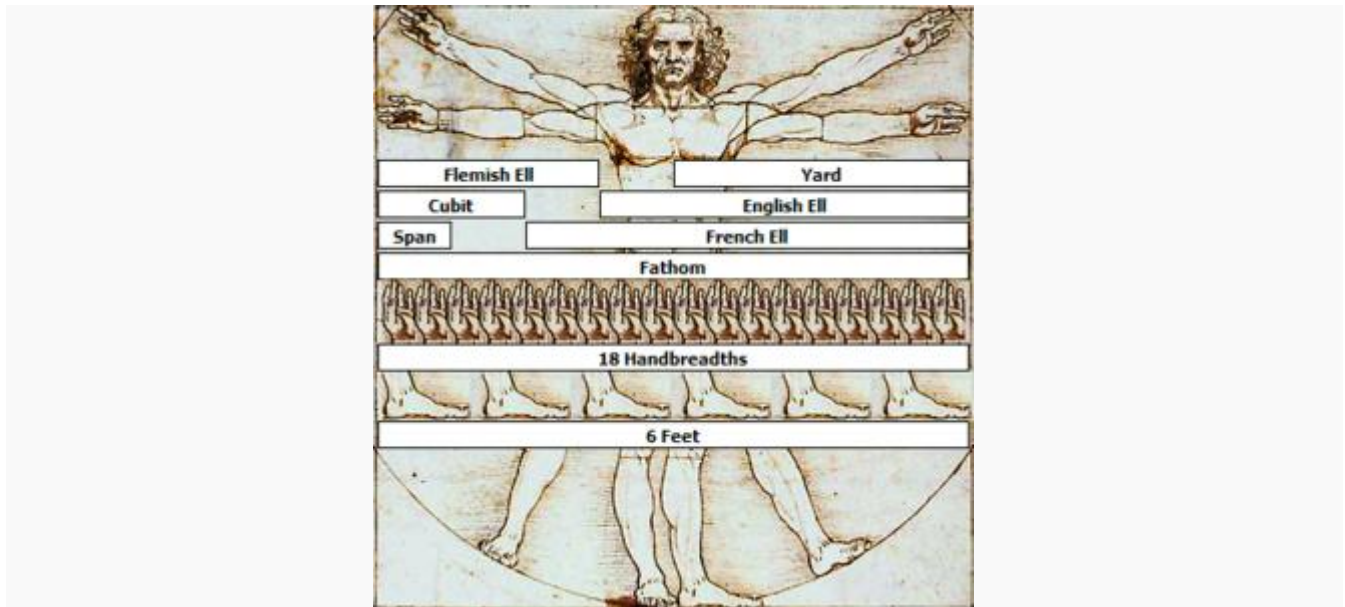 Flemish Ell Yard
Cubit English Ell
Span French Ell
Fathom
18 Handbreadths
6 Feet